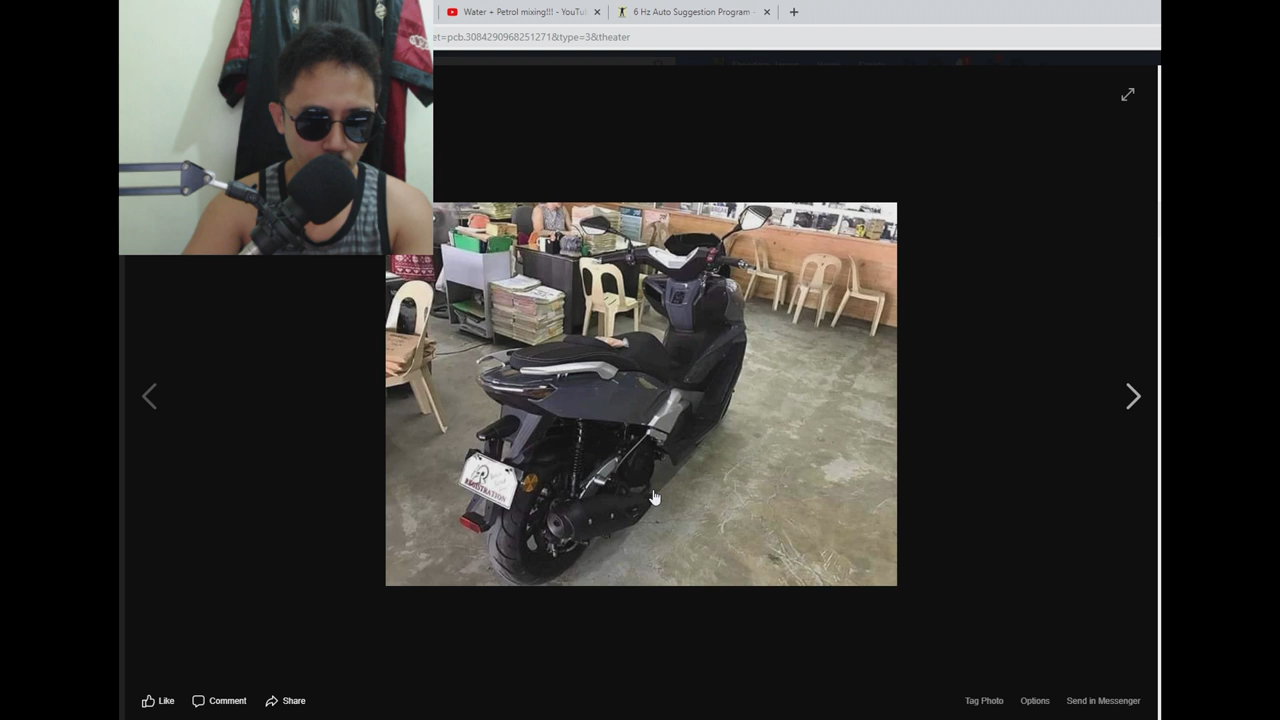 Water + Petrol mixing!!! - YouTu
6 Hz Auto Suggestion Program -
et=pcb.3084290968251271&type=3&theater
REGISTRATION
Like
Comment
Share
Tag Photo
Options
Send in Messenger